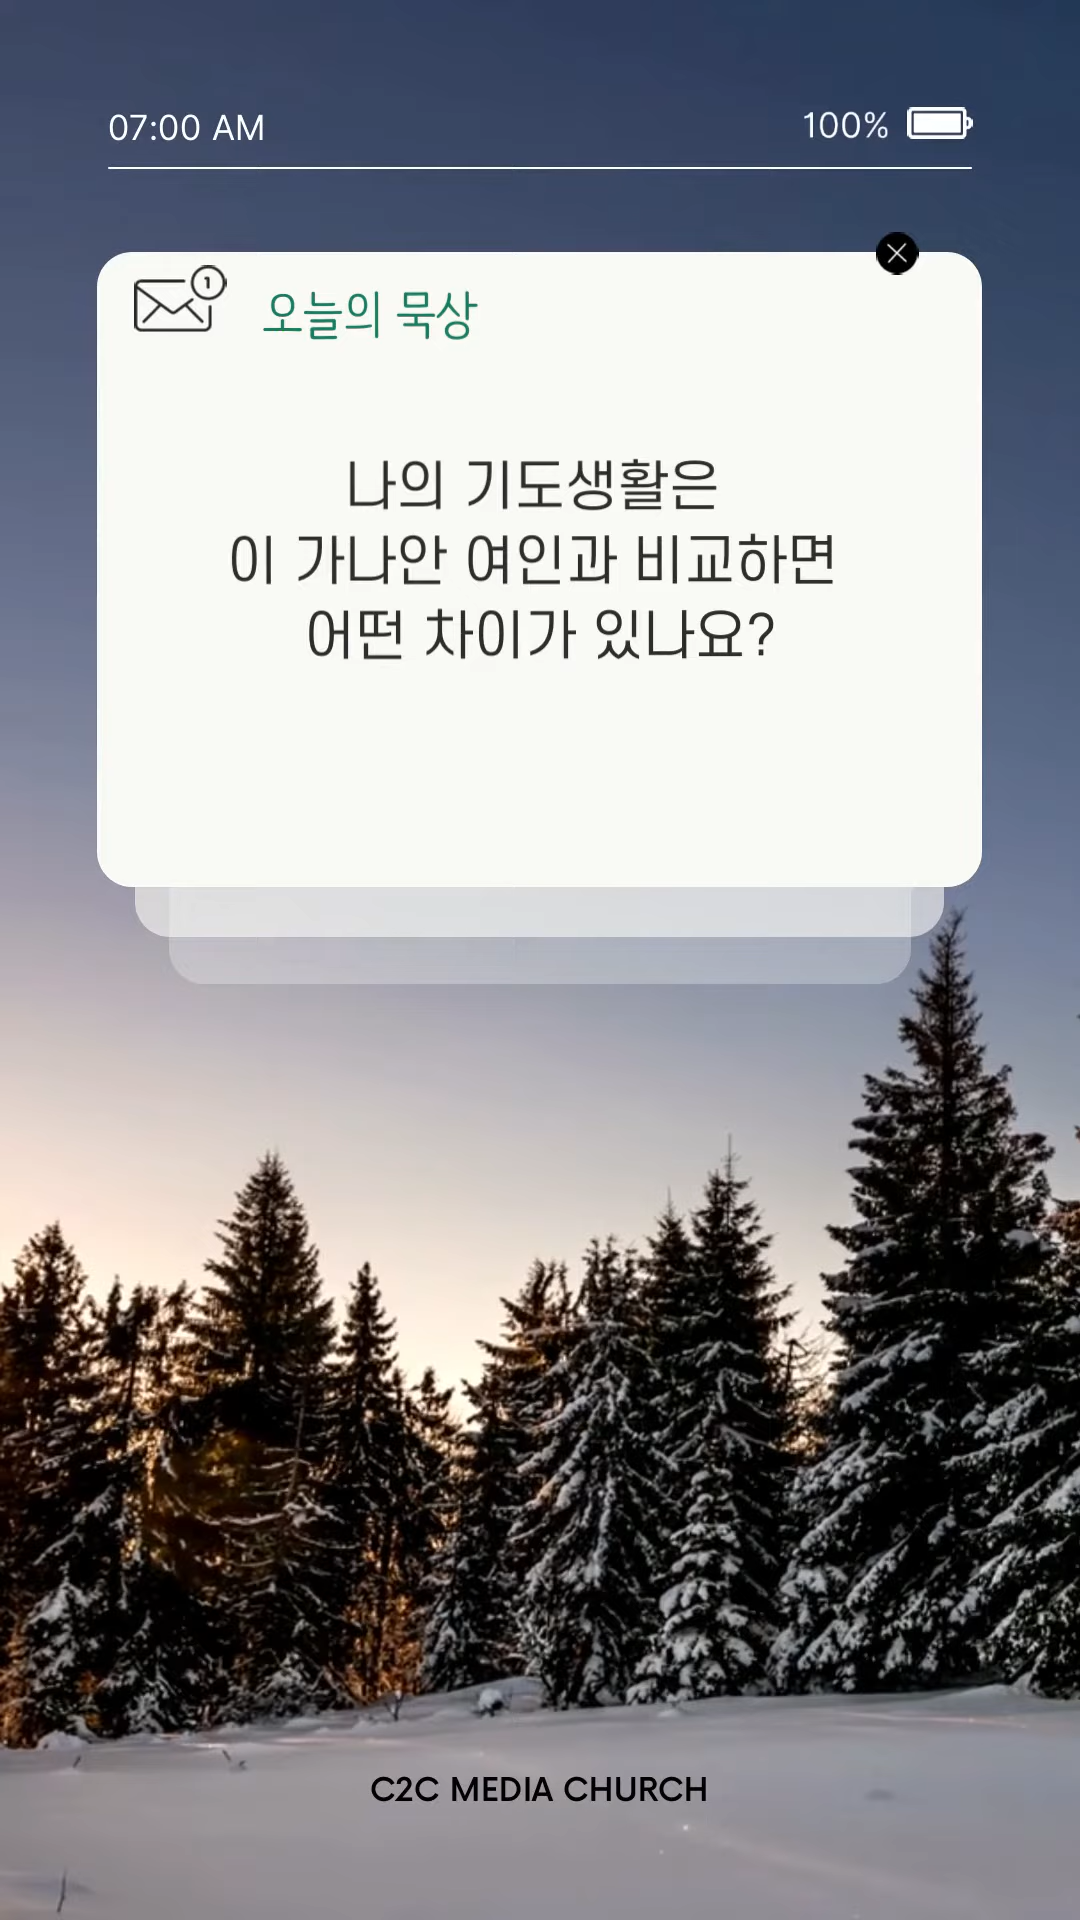 07:00 AM
100%
1
오늘의 묵상
나의 기도생활은
이 가나안 여인과 비교하면
어떤 차이가 있나요?
C2C MEDIA CHURCH